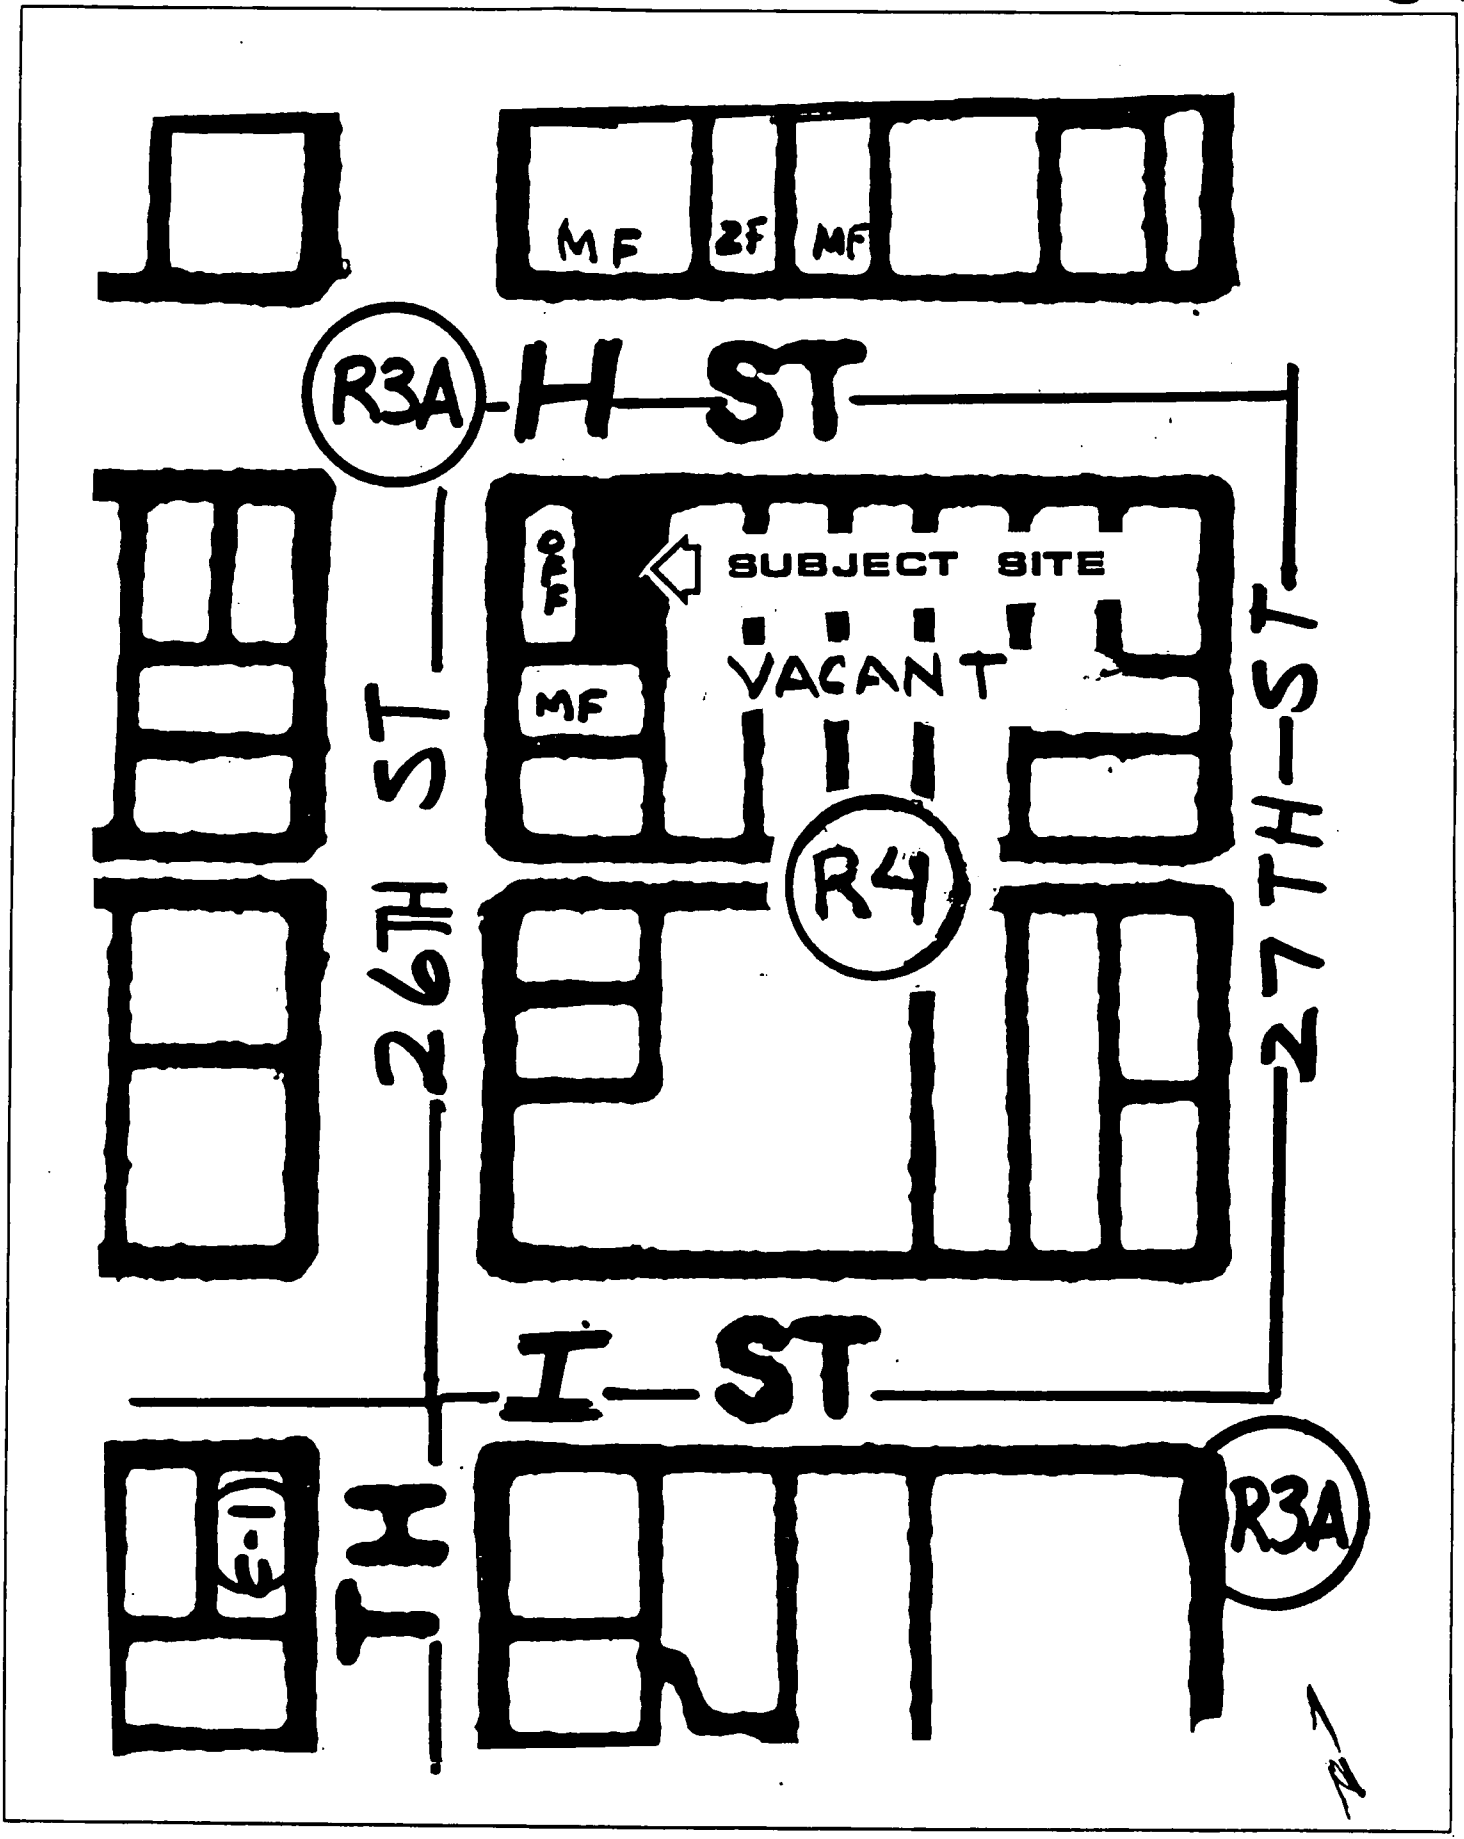 MF 2F MF
R3A H ST
OFF
SUBJECT SITE
VACANT
MF
26TH ST
27TH ST
R4
I ST
TH
R3A